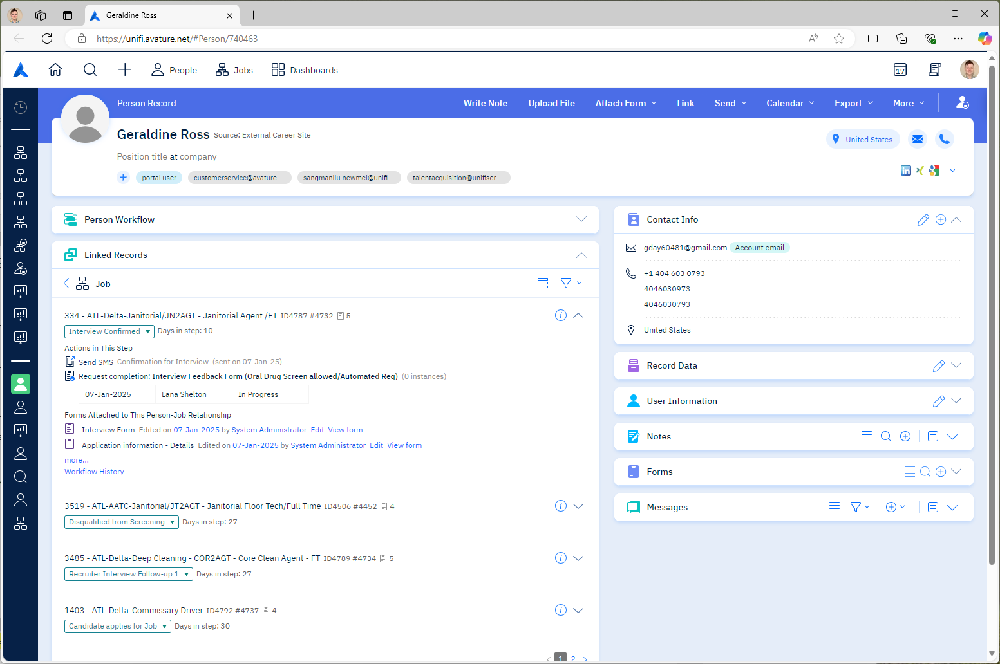 Geraldine Ross
https://unifi.avature.net/#Person/740463
People
Jobs
Dashboards
17
Person Record
Write Note
Upload File
Attach Form
Link
Send
Calendar
Export
More
Geraldine Ross Source: External Career Site
United States
Position title at company
portal user
customerservice@avature....
sangmanliu.newmei@unifi...
talentacquisition@unifiser...
Person Workflow
Linked Records
Job
334 - ATL-Delta-Janitorial/JN2AGT - Janitorial Agent /FT ID4787 #4732 5
Interview Confirmed Days in step: 10
Actions in This Step
Send SMS Confirmation for Interview (sent on 07-Jan-25)
Request completion: Interview Feedback Form (Oral Drug Screen allowed/Automated Req) (0 instances)
07-Jan-2025 Lana Shelton In Progress
Forms Attached to This Person-Job Relationship
Interview Form Edited on 07-Jan-2025 by System Administrator Edit View form
Application information - Details Edited on 07-Jan-2025 by System Administrator Edit View form
more...
Workflow History
3519 - ATL-AATC-Janitorial/JT2AGT - Janitorial Floor Tech/Full Time ID4506 #4452 4
Disqualified from Screening Days in step: 27
3485 - ATL-Delta-Deep Cleaning - COR2AGT - Core Clean Agent - FT ID4789 #4734 5
Recruiter Interview Follow-up 1 Days in step: 27
1403 - ATL-Delta-Commissary Driver ID4792 #4737 4
Candidate applies for Job Days in step: 30
1 2
Contact Info
gday60481@gmail.com Account email
+1 404 603 0793
4046030973
4046030793
United States
Record Data
User Information
Notes
Forms
Messages